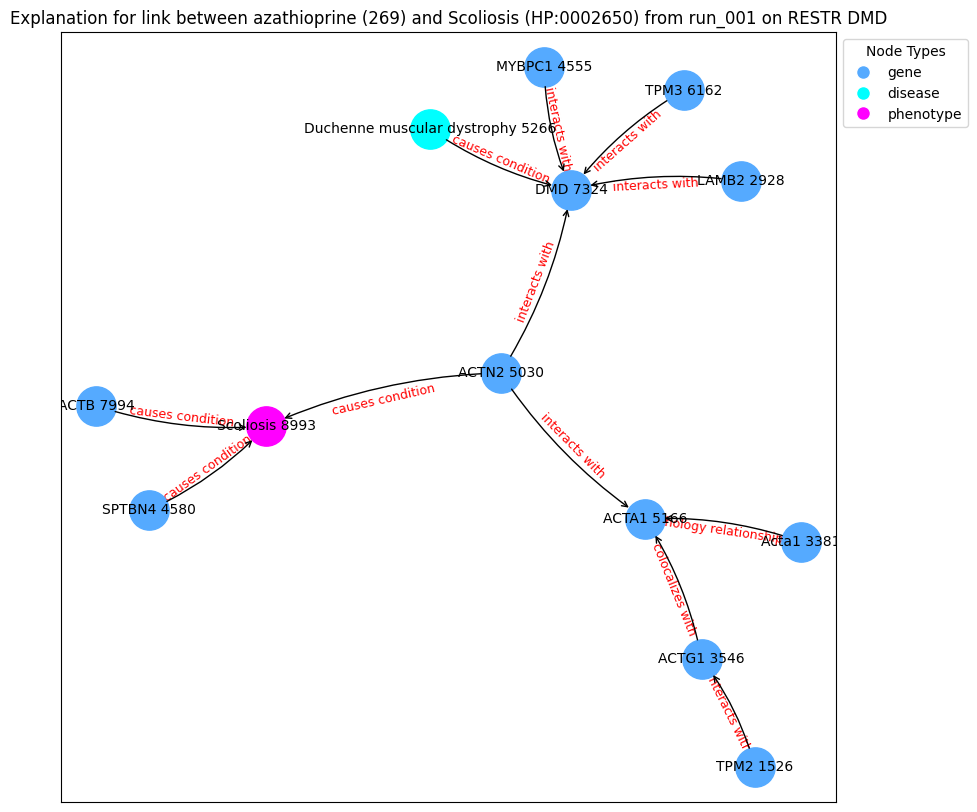 Explanation for link between azathioprine (269) and Scoliosis (HP:0002650) from run_001 on RESTR DMD
Node Types
gene
disease
phenotype
MYBPC1 4555
TPM3 6162
Duchenne muscular dystrophy 5266
interacts with
causes condition
interacts with
LAMB2 2928
DMD 7324
interacts with
interacts with
ACTN2 5030
causes condition
ACTB 7994
causes condition
Scoliosis 8993
interacts with
causes condition
SPTBN4 4580
ACTA1 5166
relationship
Acta1 3381
colocalizes with
ACTG1 3546
interacts with
TPM2 1526